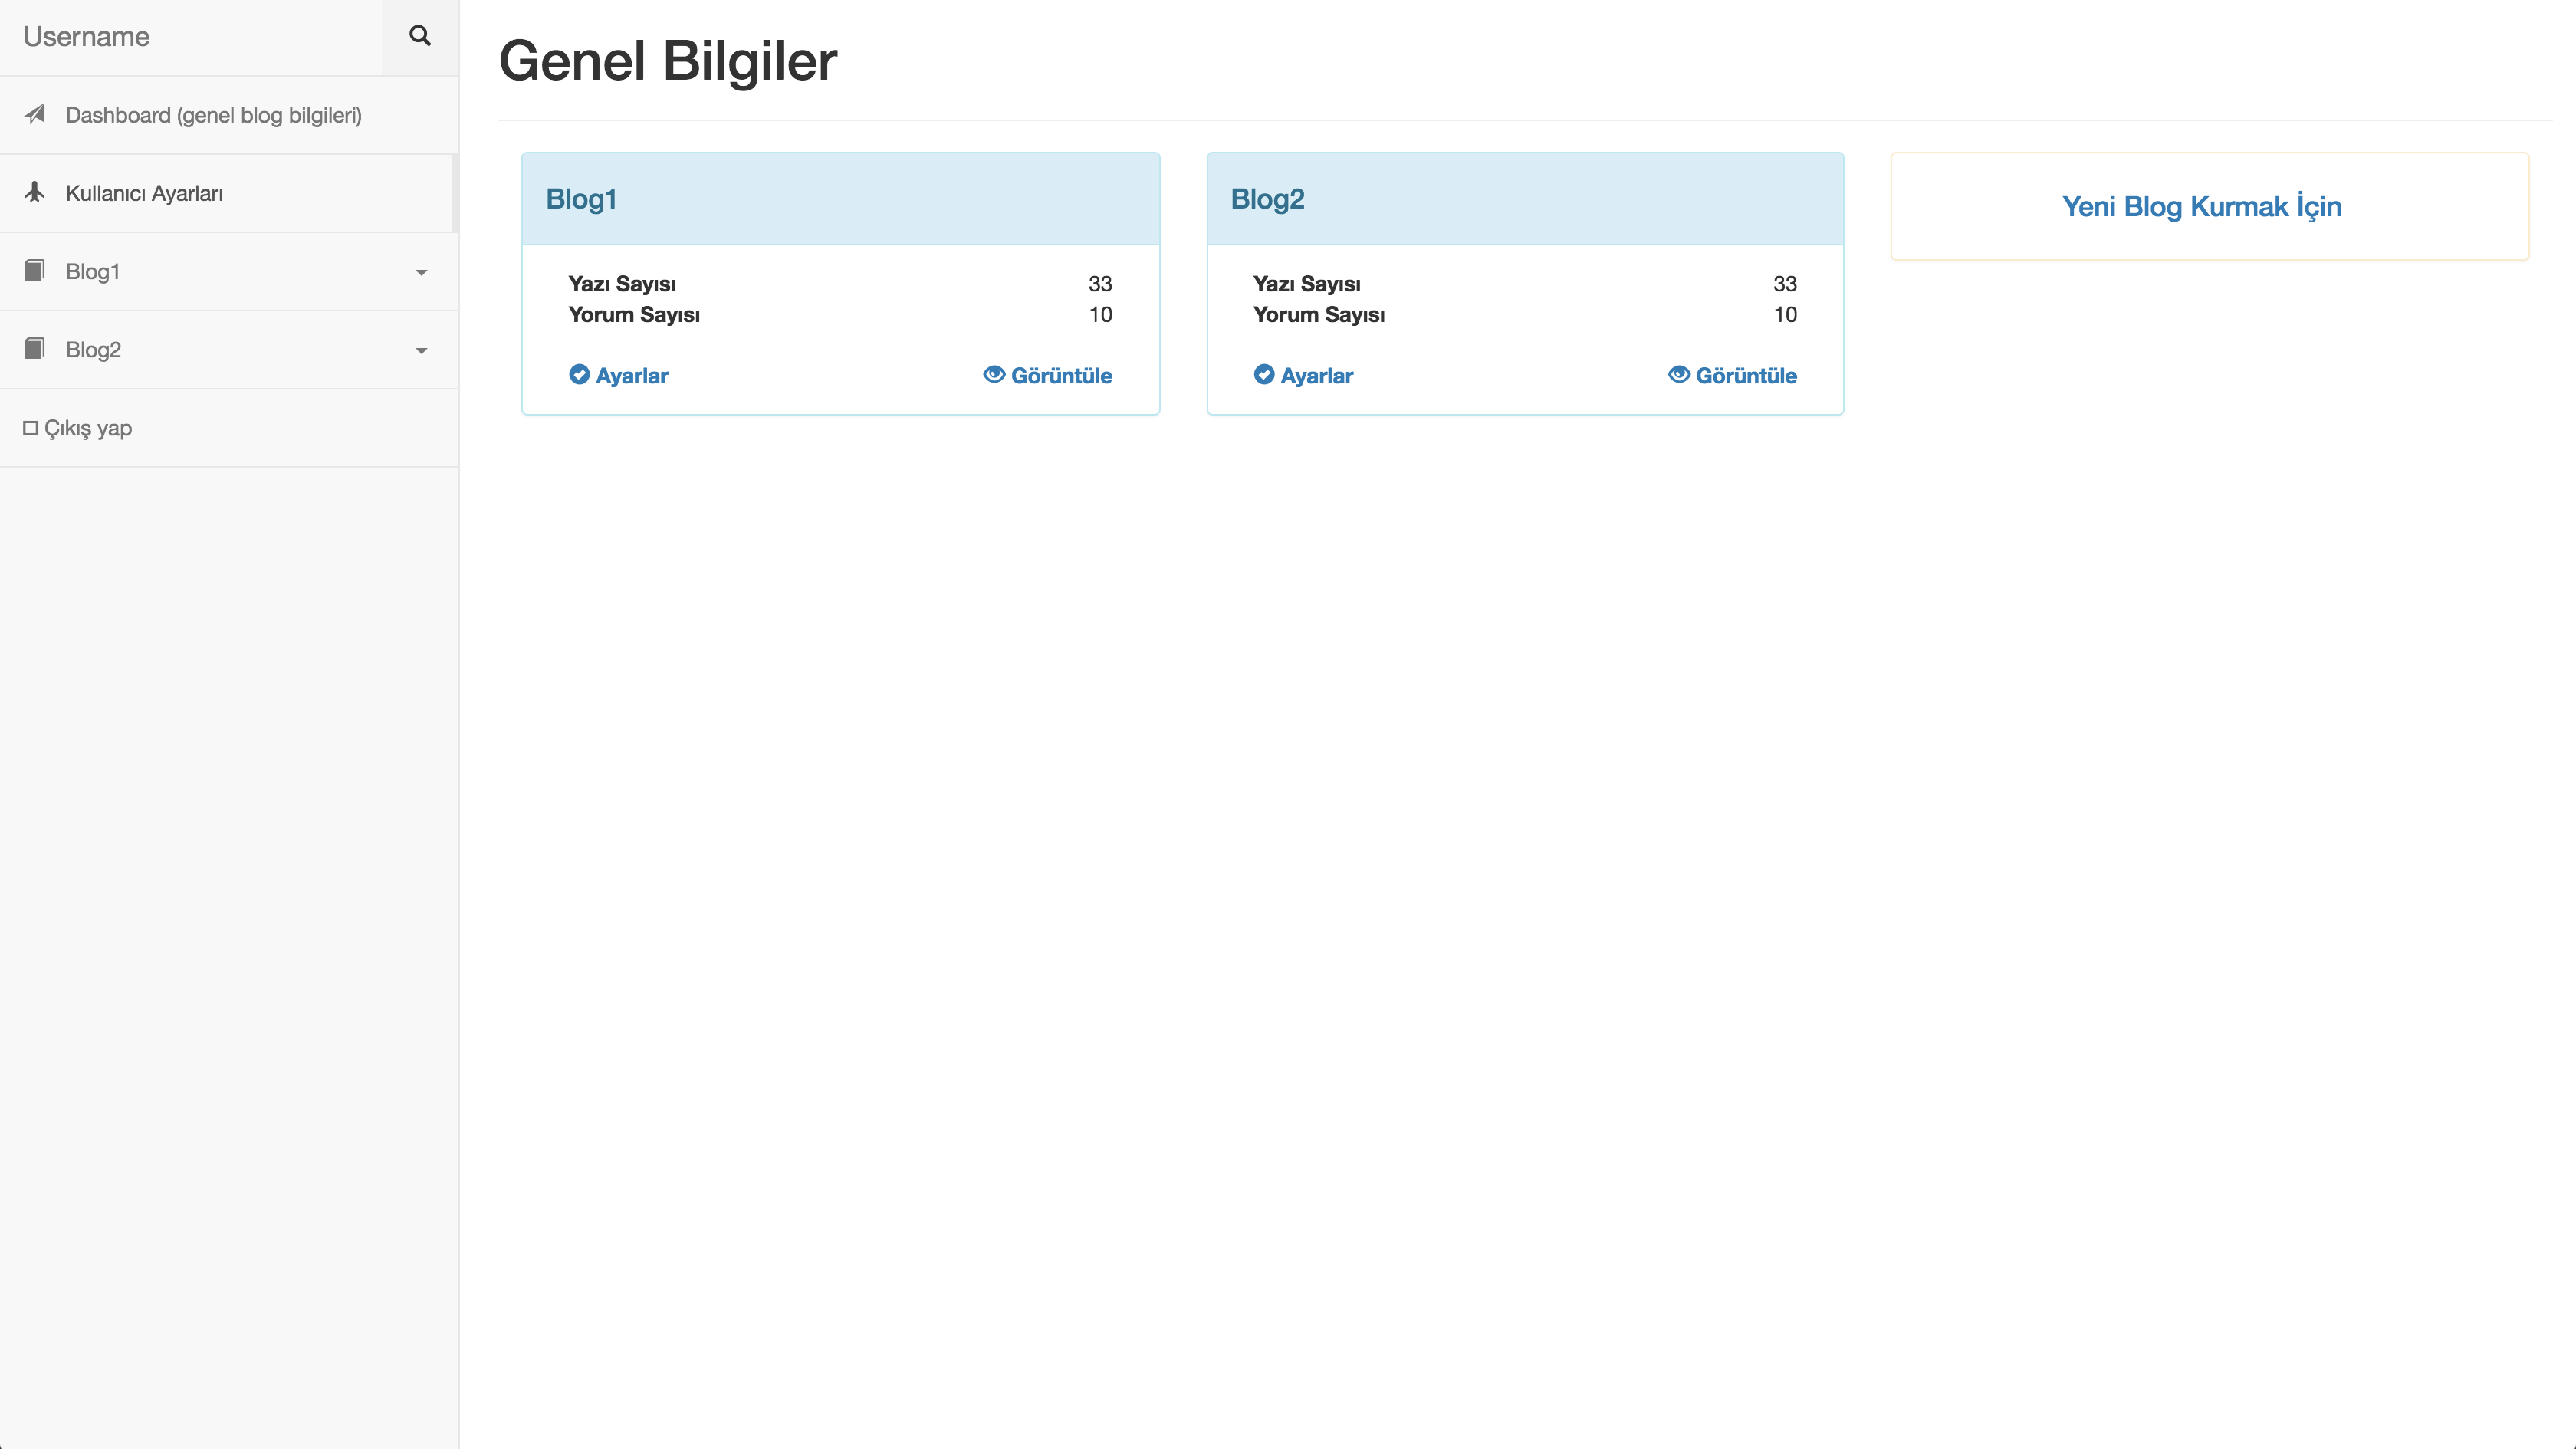 Username
Dashboard (genel blog bilgileri)
Kullanıcı Ayarları
Blog1
Blog2
Çıkış yap
Genel Bilgiler
Blog1
Yazı Sayısı 33
Yorum Sayısı 10
Ayarlar Görüntüle
Blog2
Yazı Sayısı 33
Yorum Sayısı 10
Ayarlar Görüntüle
Yeni Blog Kurmak İçin